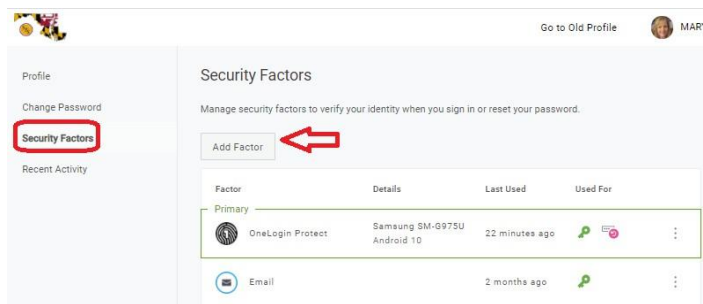 Go to Old Profile
MAR
Profile
Change Password
Security Factors
Recent Activity
Security Factors
Manage security factors to verify your identity when you sign in or reset your password.
Add Factor
Factor Details Last Used Used For
Primary
OneLogin Protect Samsung SM-G975U Android 10 22 minutes ago
Email 2 months ago